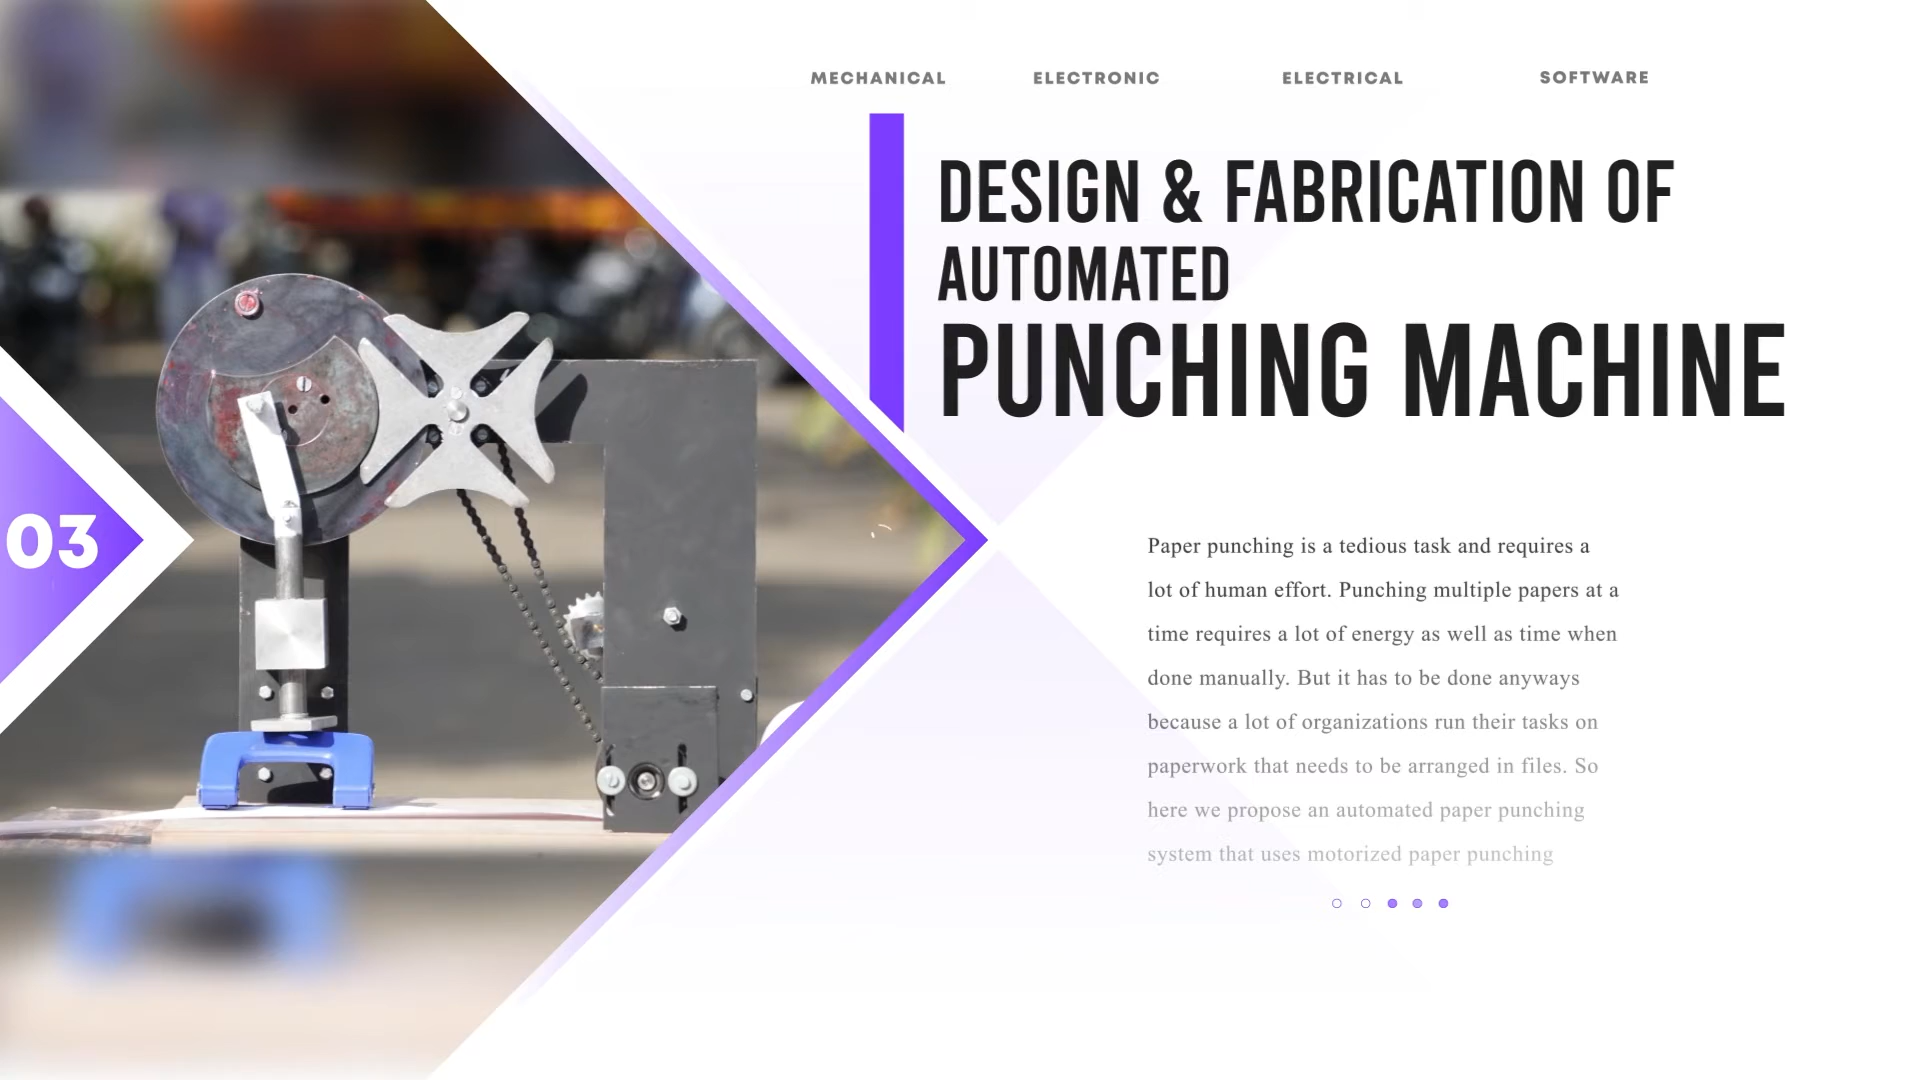 MECHANICAL ELECTRONIC ELECTRICAL SOFTWARE
DESIGN & FABRICATION OF
AUTOMATED
PUNCHING MACHINE
03
Paper punching is a tedious task and requires a
lot of human effort. Punching multiple papers at a
time requires a lot of energy as well as time when
done manually. But it has to be done anyways
because a lot of organizations run their tasks on
paperwork that needs to be arranged in files. So
here we propose an automated paper punching
system that uses motorized paper punching